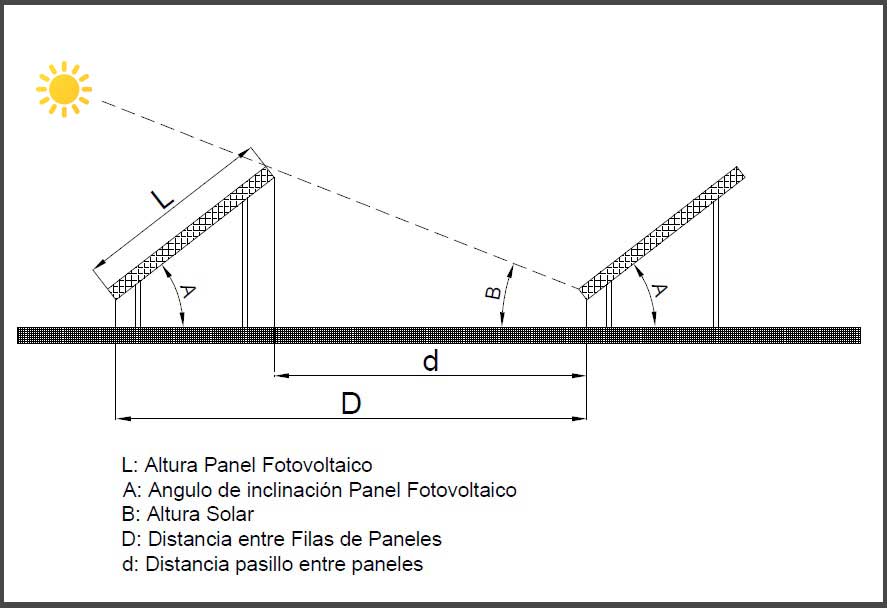 L
A
B
A
d
D
L: Altura Panel Fotovoltaico
A: Angulo de inclinación Panel Fotovoltaico
B: Altura Solar
D: Distancia entre Filas de Paneles
d: Distancia pasillo entre paneles